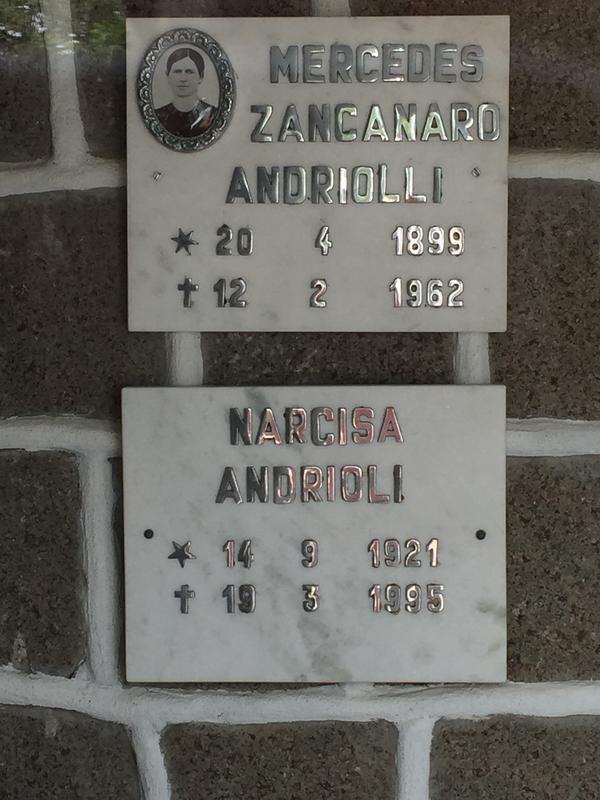 MERCEDES
ZANCANARO
ANDRIOLLI
★ 20 4 1899
✝ 12 2 1962
NARCISA
ANDRIOLI
★ 14 9 1921
✝ 19 3 1995